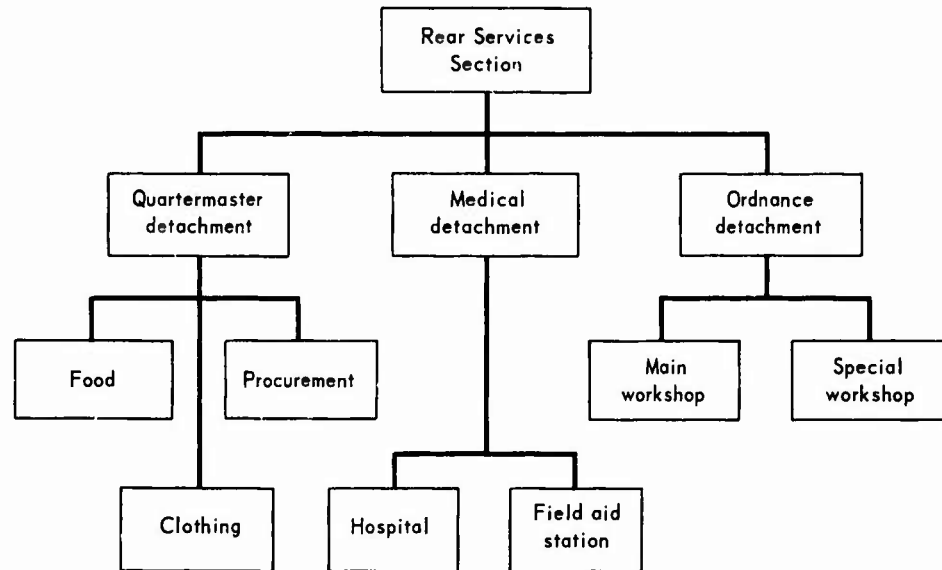 Rear Services
Section
Quartermaster
detachment
Medical
detachment
Ordnance
detachment
Food
Procurement
Main
workshop
Special
workshop
Clothing
Hospital
Field aid
station